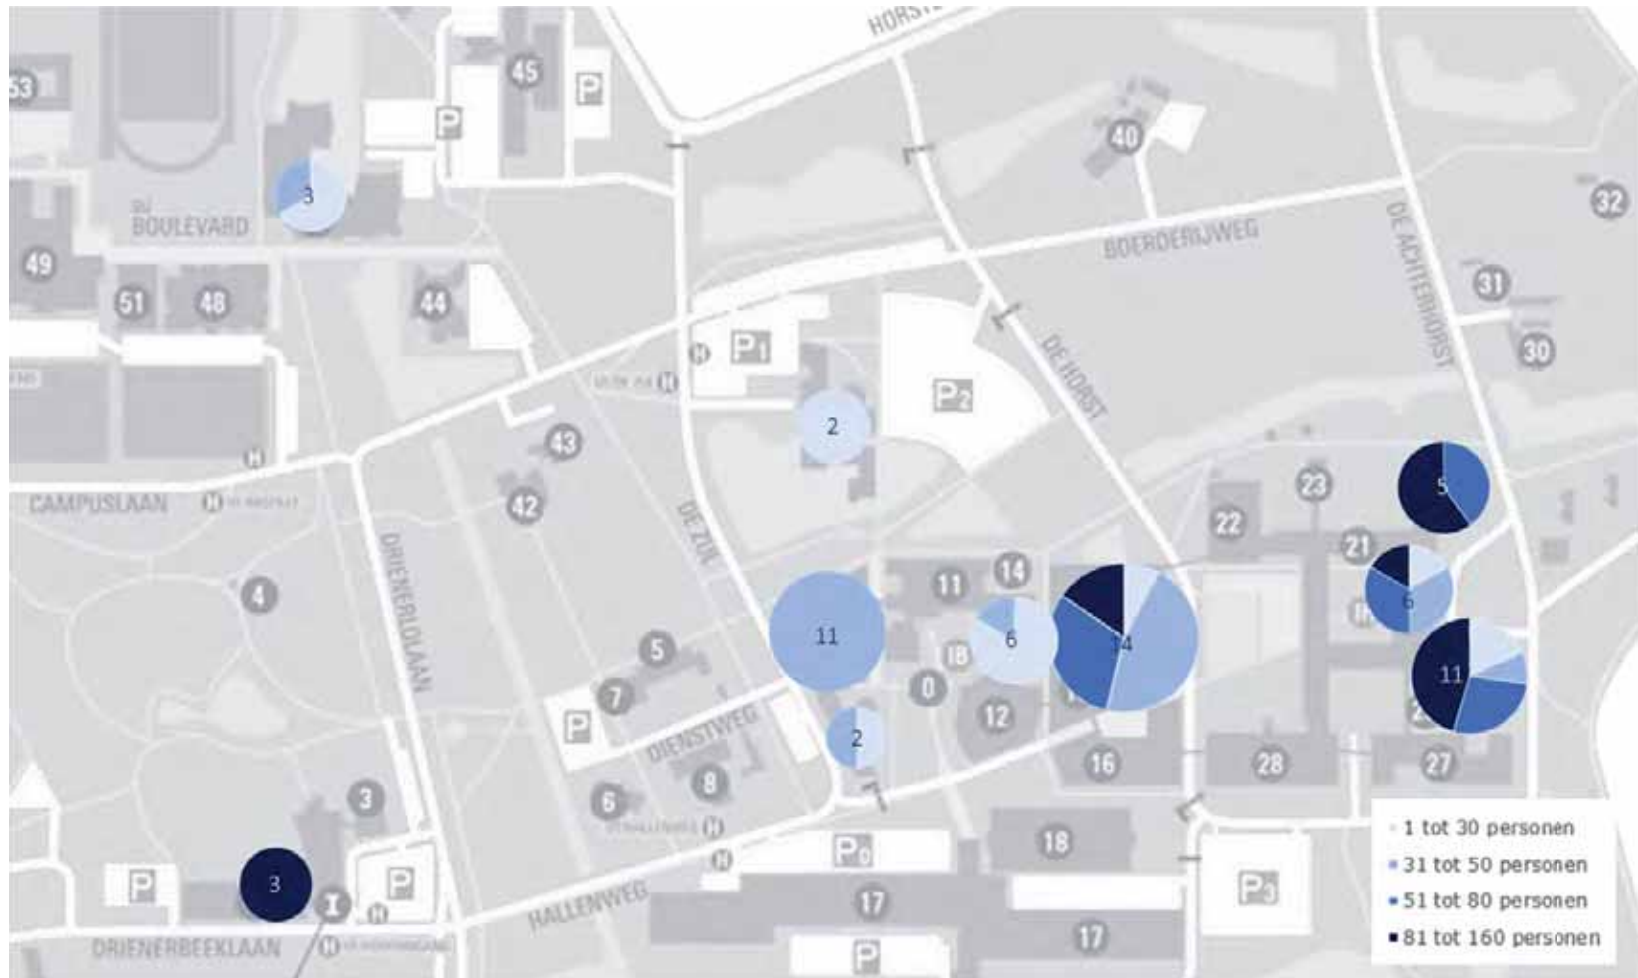 HORST
45
P
53
P
40
3
32
BOULEVARD
BOERDERIJWEG
DE ACHTERHORST
49
31
51
48
44
P1
H
30
H
DE HORST
P2
2
43
H
CAMPUSLAAN
H
42
DE ZUL
5
22
23
21
DRIENERLOLAAN
4
11
14
6
14
6
11
5
7
0
12
11
P
DIENSTWEG
2
16
28
27
3
6
8
H
1 tot 30 personen
H
P0
18
31 tot 50 personen
P
3
P
P3
51 tot 80 personen
I
H
HALLENWEG
17
17
81 tot 160 personen
DRIENERBEEKLAAN
H
P